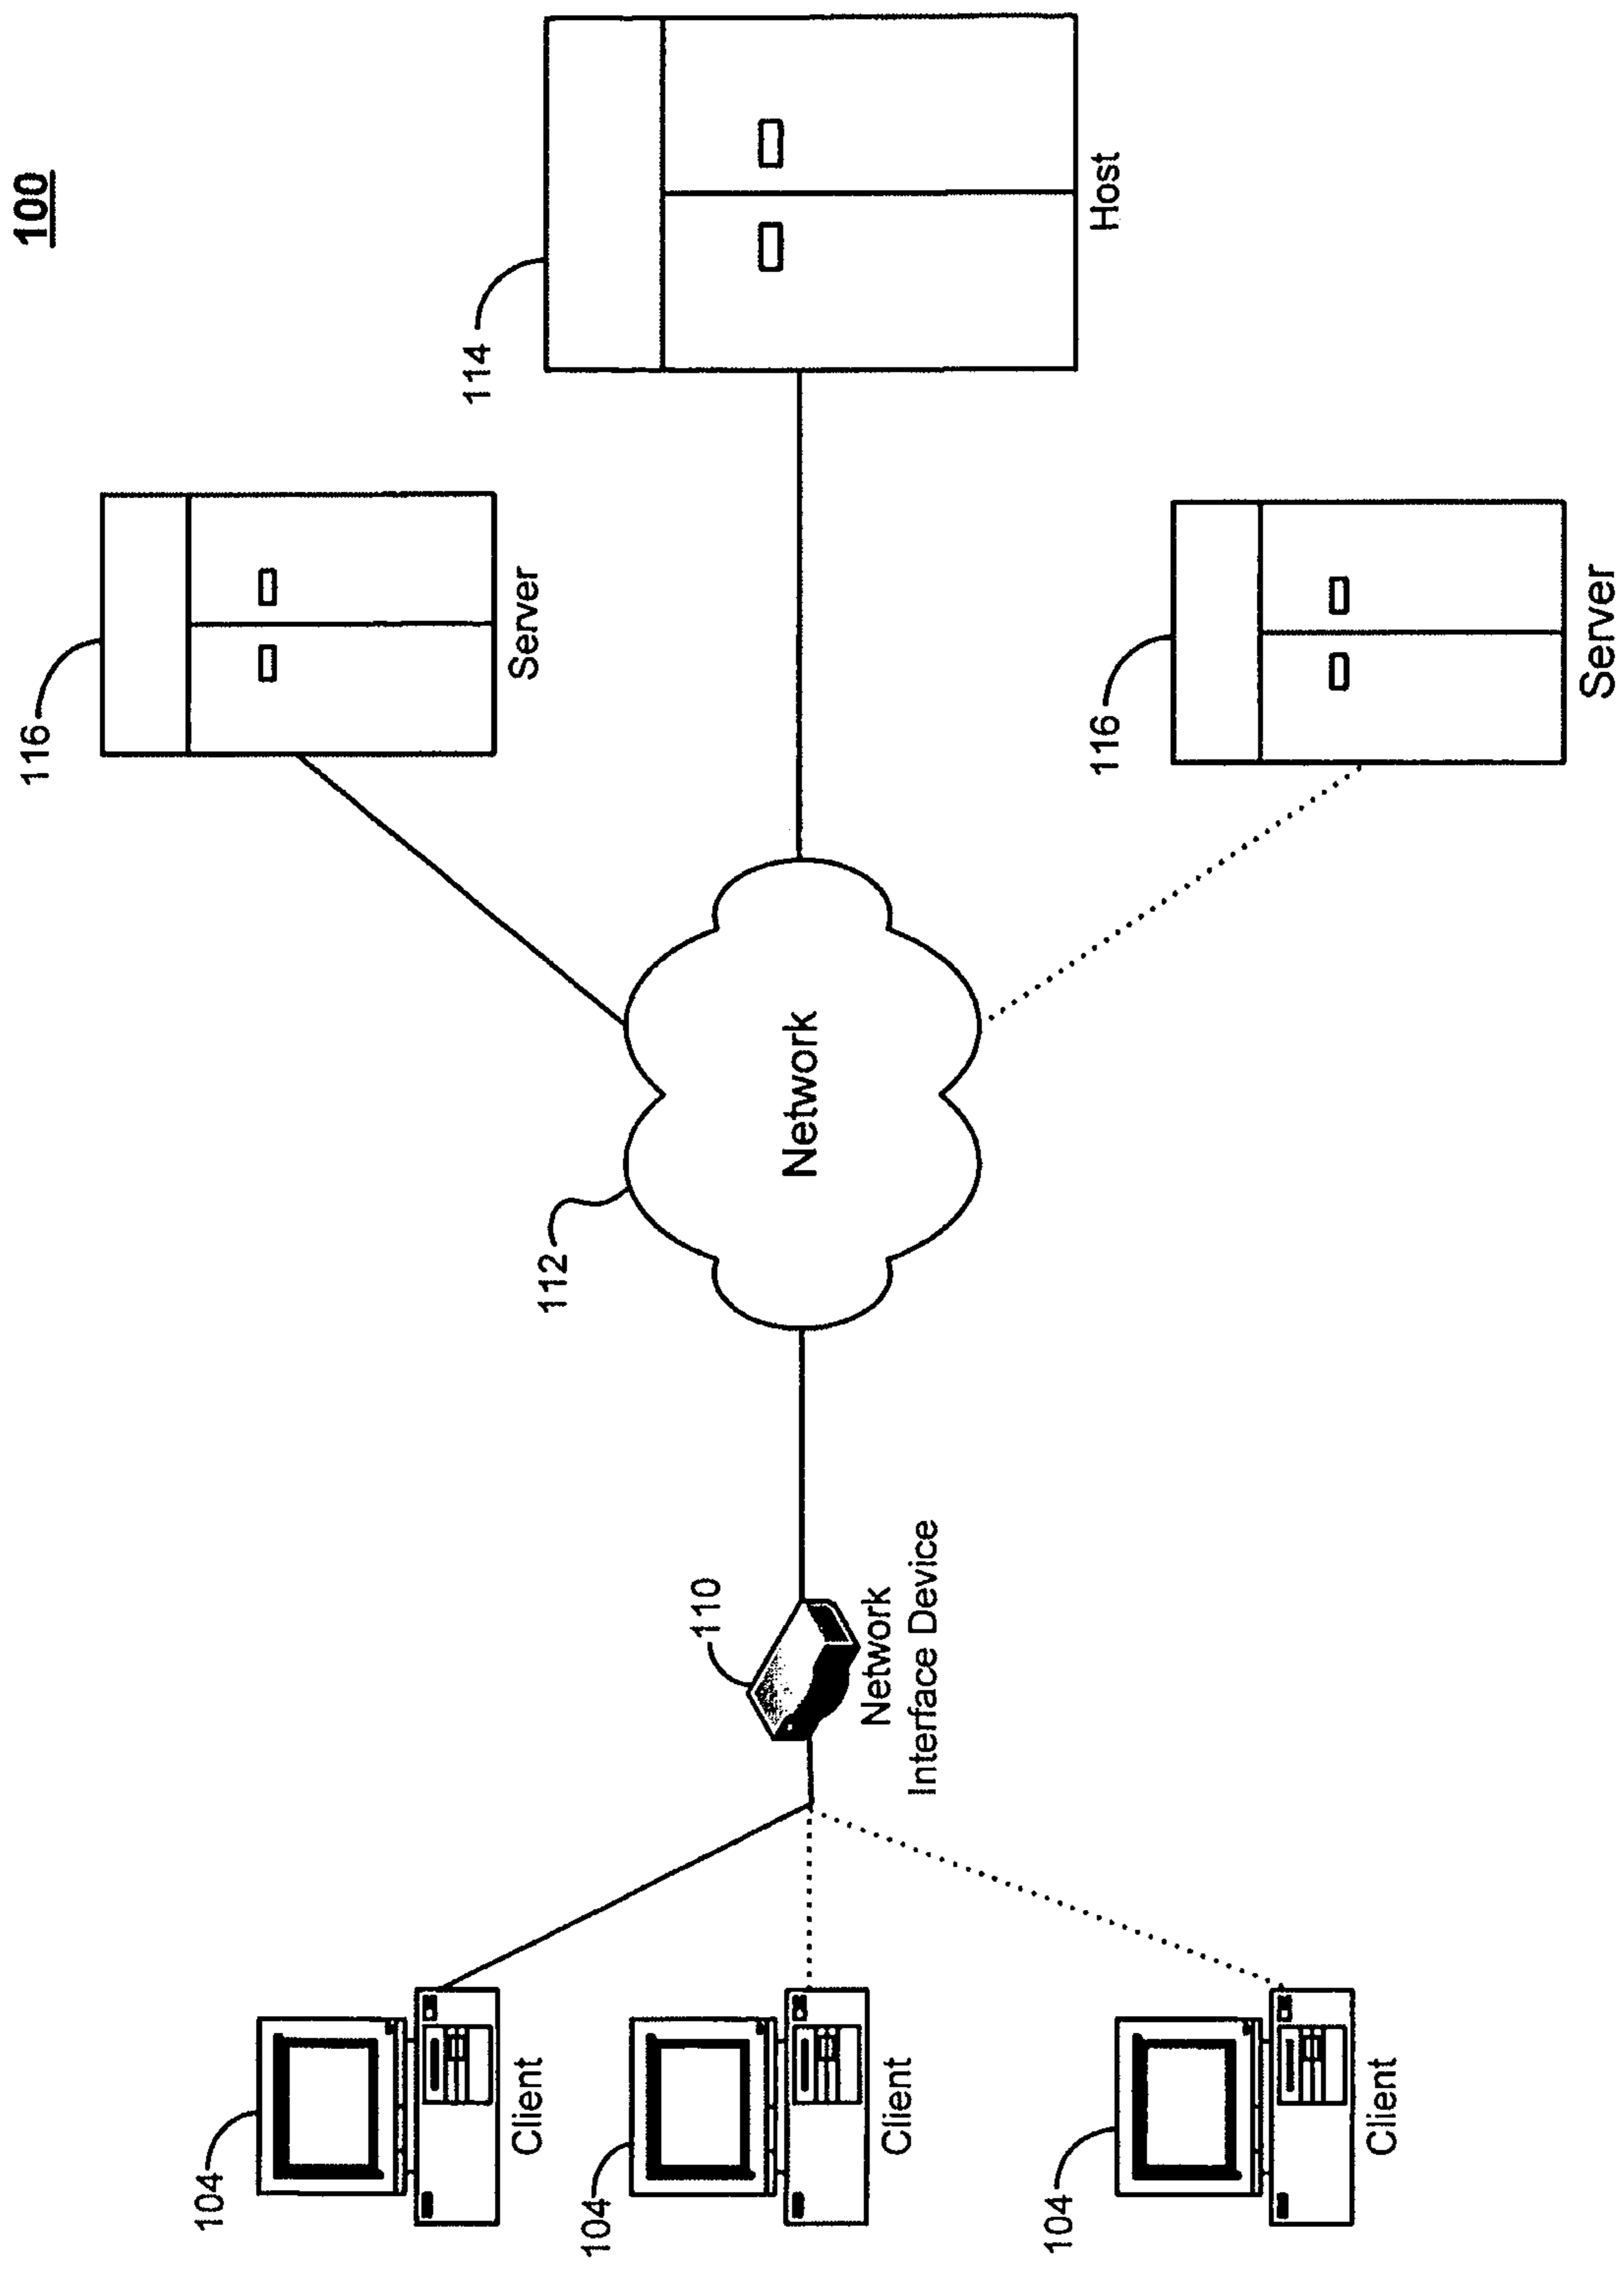 100
104
Client
104
Client
104
Client
110
Network
Interface Device
112
Network
116
Server
114
Host
116
Server